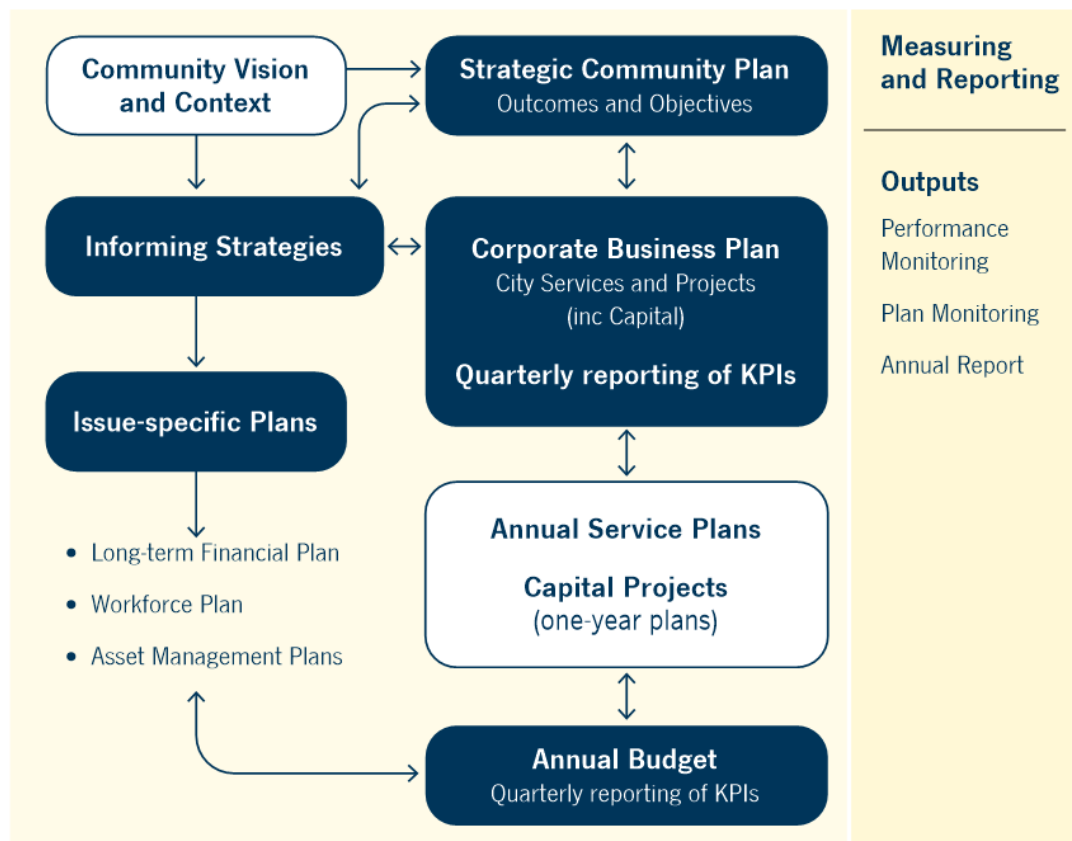 Community Vision
and Context
Strategic Community Plan
Outcomes and Objectives
Informing Strategies
Corporate Business Plan
City Services and Projects
(inc Capital)
Quarterly reporting of KPIs
Issue-specific Plans
• Long-term Financial Plan
• Workforce Plan
• Asset Management Plans
Annual Service Plans
Capital Projects
(one-year plans)
Annual Budget
Quarterly reporting of KPIs
Measuring
and Reporting
Outputs
Performance
Monitoring
Plan Monitoring
Annual Report